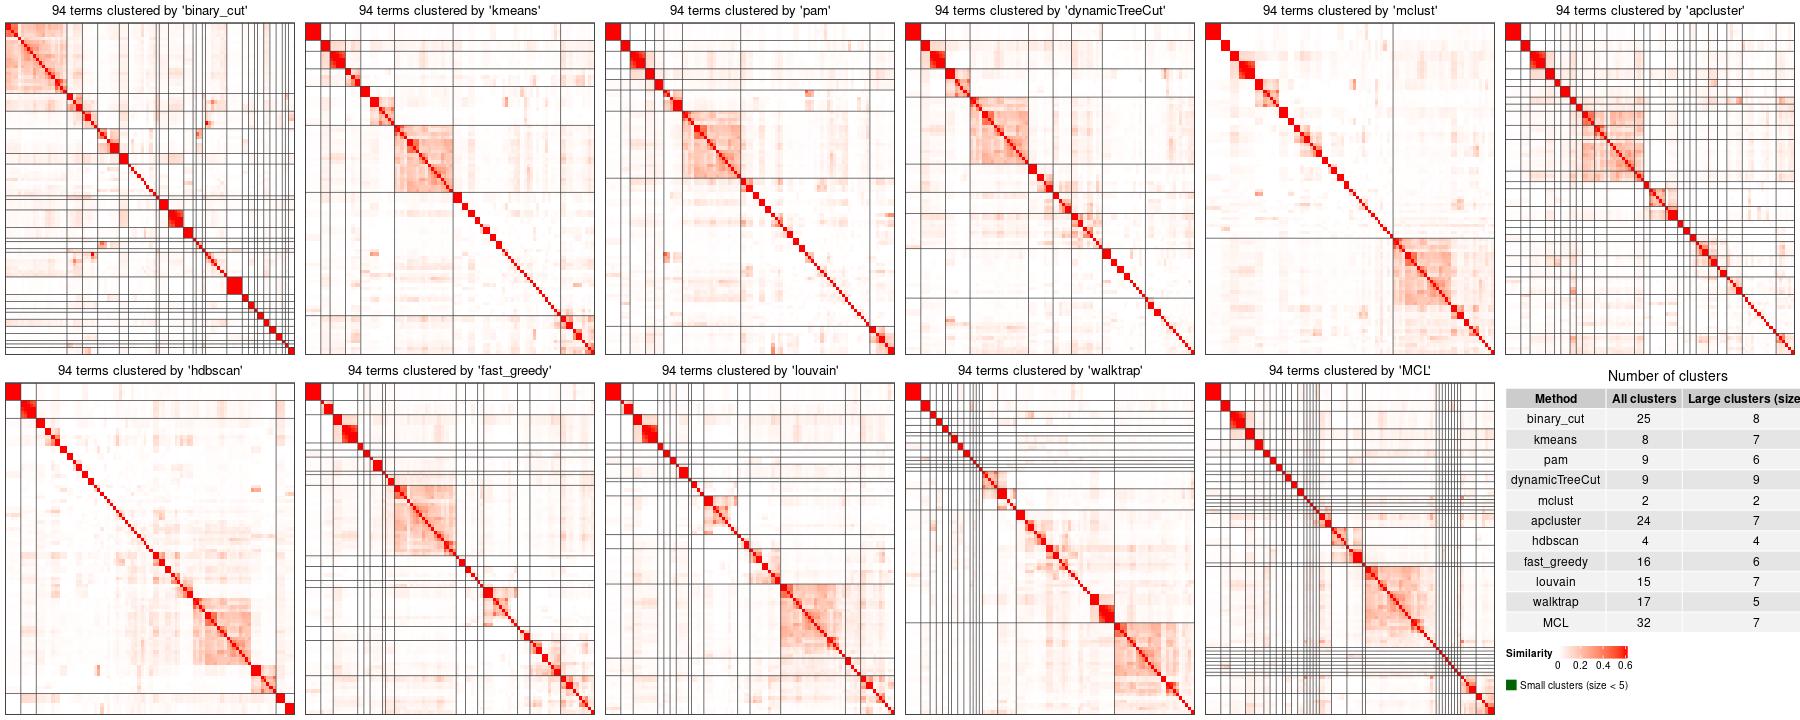 94 terms clustered by 'binary_cut'
94 terms clustered by 'kmeans'
94 terms clustered by 'pam'
94 terms clustered by 'dynamicTreeCut'
94 terms clustered by 'mclust'
94 terms clustered by 'apcluster'
94 terms clustered by 'hdbscan'
94 terms clustered by 'fast_greedy'
94 terms clustered by 'louvain'
94 terms clustered by 'walktrap'
94 terms clustered by 'MCL'
Number of clusters
Method All clusters Large clusters (size
binary_cut 25 8
kmeans 8 7
pam 9 6
dynamicTreeCut 9 9
mclust 2 2
apcluster 24 7
hdbscan 4 4
fast_greedy 16 6
louvain 15 7
walktrap 17 5
MCL 32 7
Similarity
0 0.2 0.4 0.6
Small clusters (size < 5)